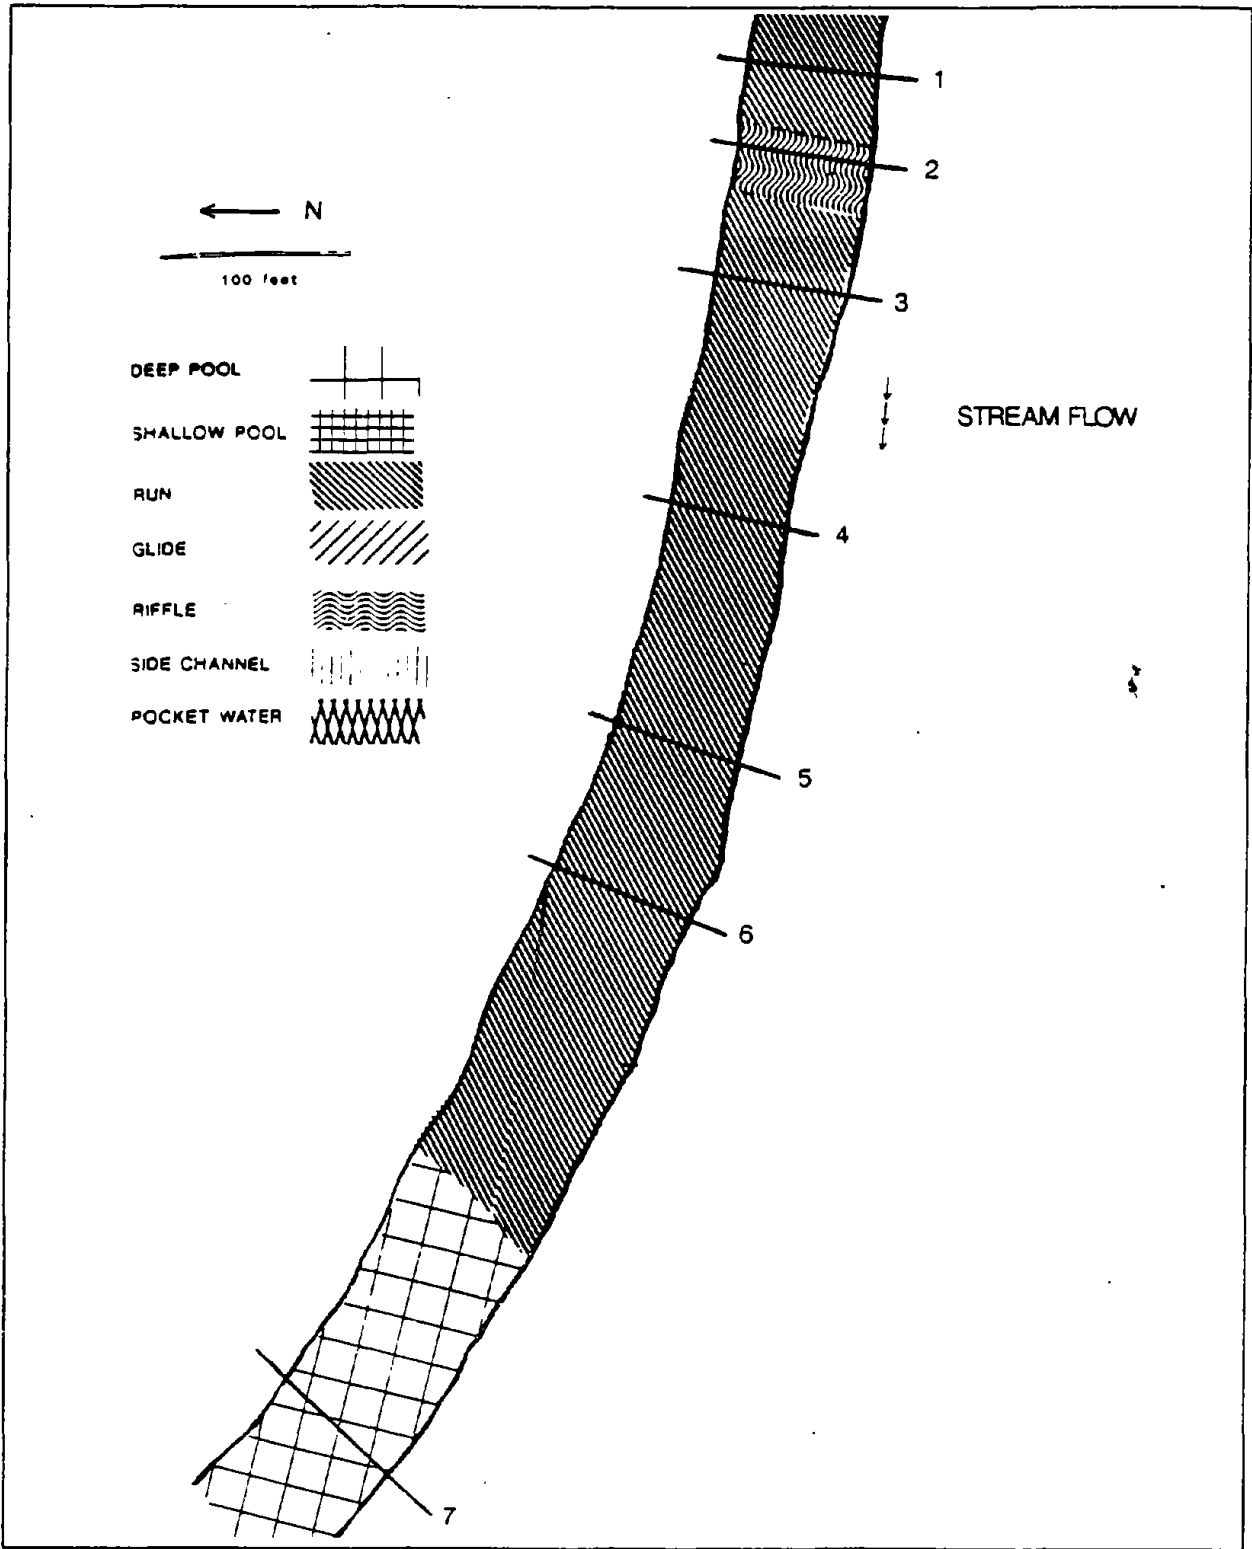 1
2
N
100 feet
3
DEEP POOL
STREAM FLOW
SHALLOW POOL
RUN
4
GLIDE
RIFFLE
SIDE CHANNEL
POCKET WATER
5
6
7